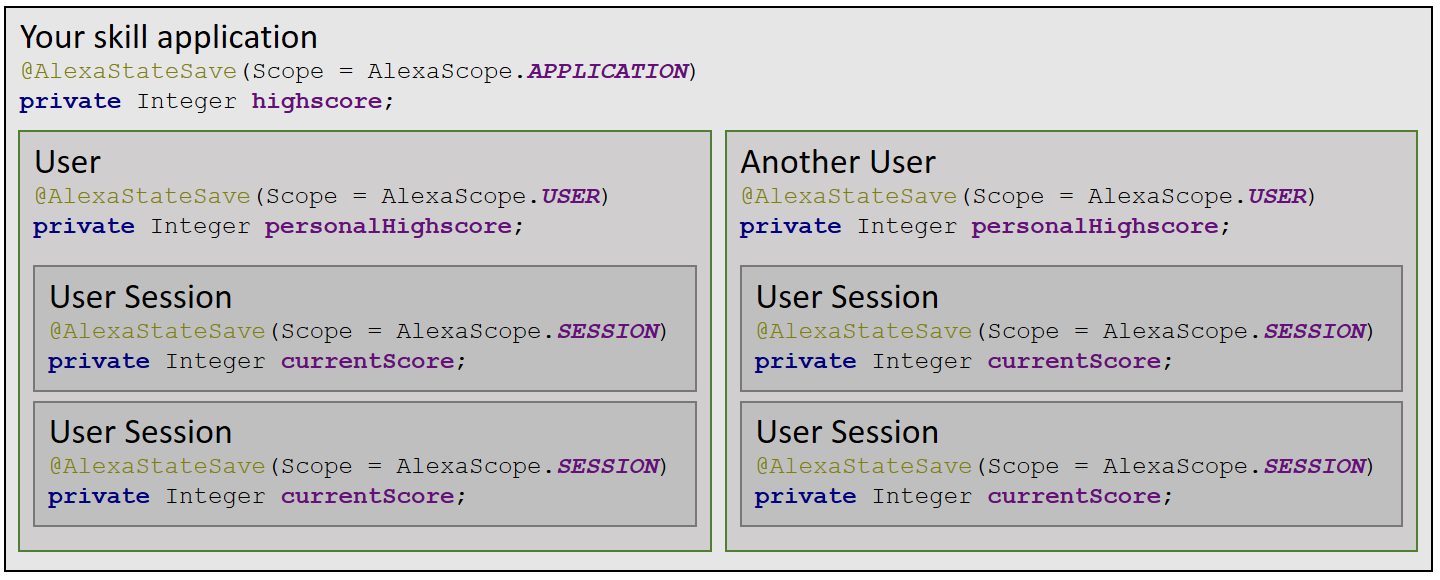 Your skill application
@AlexaStateSave(Scope = AlexaScope.APPLICATION)
private Integer highscore;
User
@AlexaStateSave(Scope = AlexaScope.USER)
private Integer personalHighscore;
User Session
@AlexaStateSave(Scope = AlexaScope.SESSION)
private Integer currentScore;
User Session
@AlexaStateSave(Scope = AlexaScope.SESSION)
private Integer currentScore;
Another User
@AlexaStateSave(Scope = AlexaScope.USER)
private Integer personalHighscore;
User Session
@AlexaStateSave(Scope = AlexaScope.SESSION)
private Integer currentScore;
User Session
@AlexaStateSave(Scope = AlexaScope.SESSION)
private Integer currentScore;